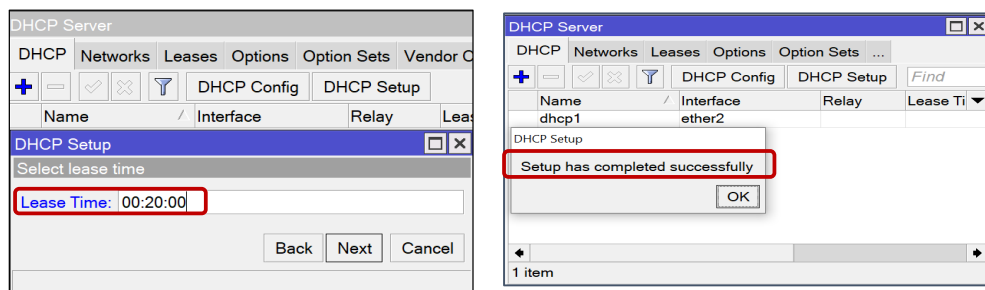 DHCP Server
DHCP Networks Leases Options Option Sets Vendor C
DHCP Config DHCP Setup
Name Interface Relay Leas
DHCP Setup
Select lease time
Lease Time: 00:20:00
Back Next Cancel
DHCP Server
DHCP Networks Leases Options Option Sets ...
DHCP Config DHCP Setup Find
Name Interface Relay Lease Ti
dhcp1 ether2
DHCP Setup
Setup has completed successfully
OK
1 item